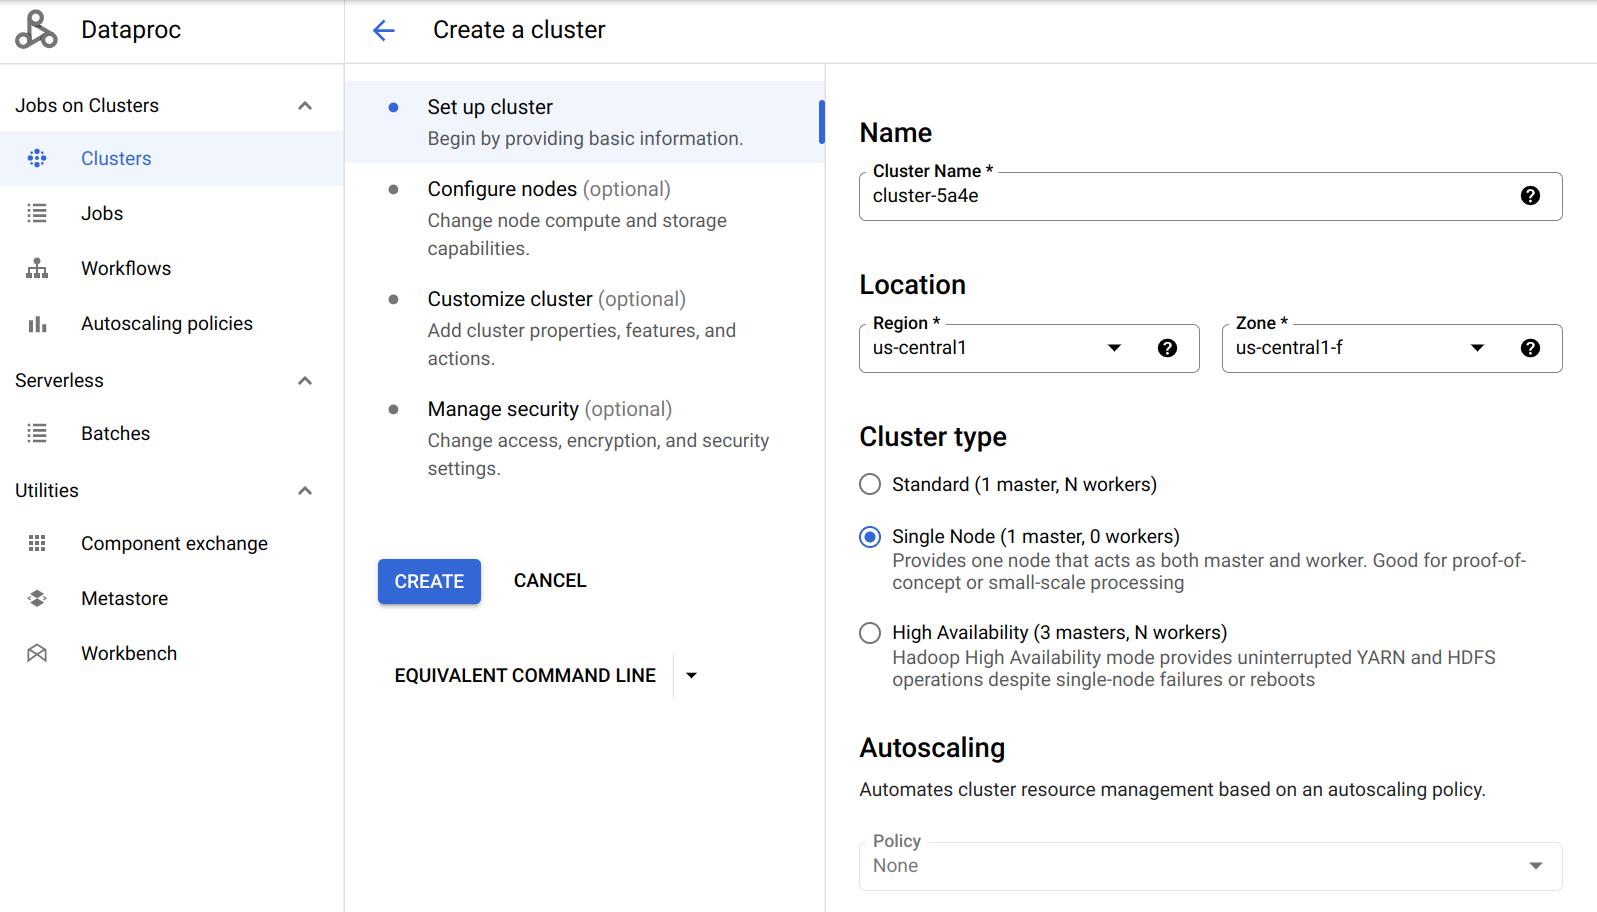 Dataproc
Create a cluster
Jobs on Clusters
Clusters
Jobs
Workflows
Autoscaling policies
Serverless
Batches
Utilities
Component exchange
Metastore
Workbench
Set up cluster
Begin by providing basic information.
Configure nodes (optional)
Change node compute and storage
capabilities.
Customize cluster (optional)
Add cluster properties, features, and
actions.
Manage security (optional)
Change access, encryption, and security
settings.
CREATE CANCEL
EQUIVALENT COMMAND LINE
Name
Cluster Name *
cluster-5a4e
Location
Region * Zone *
us-central1 us-central1-f
Cluster type
Standard (1 master, N workers)
Single Node (1 master, 0 workers)
Provides one node that acts as both master and worker. Good for proof-of-
concept or small-scale processing
High Availability (3 masters, N workers)
Hadoop High Availability mode provides uninterrupted YARN and HDFS
operations despite single-node failures or reboots
Autoscaling
Automates cluster resource management based on an autoscaling policy.
Policy
None